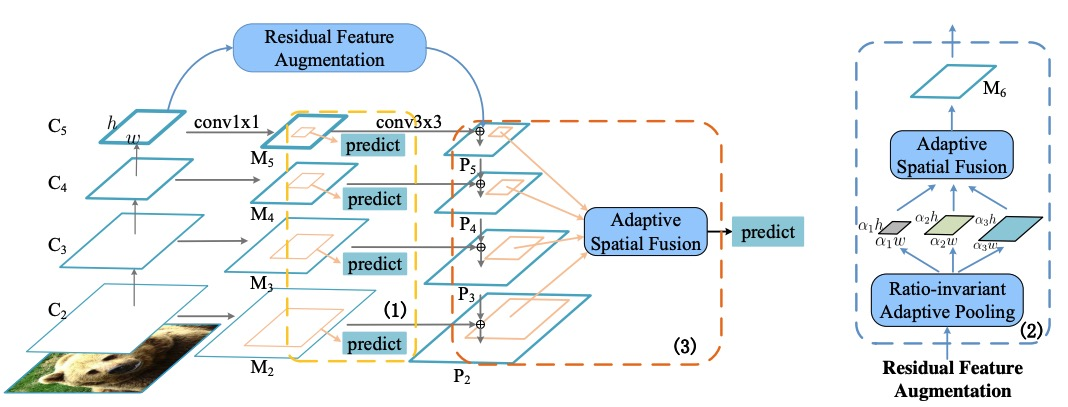 Residual Feature
Augmentation
C5
h
w
conv1x1
conv3x3
M5
predict
P5
C4
M4
predict
P4
C3
M3
predict
P3
C2
(1)
M2
predict
P2
Adaptive
Spatial Fusion
predict
(3)
M6
Adaptive
Spatial Fusion
α1h
α1w
α2h
α2w
α3h
α3w
Ratio-invariant
Adaptive Pooling
(2)
Residual Feature
Augmentation